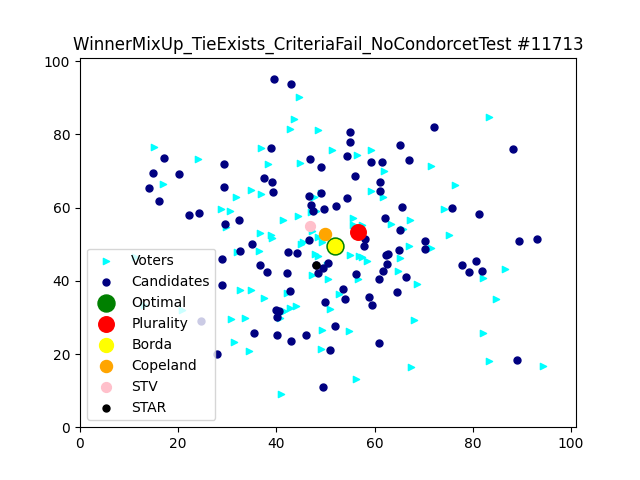 WinnerMixUp_TieExists_CriteriaFail_NoCondorcetTest #11713
100
80
60
40
20
0
0 20 40 60 80 100
Voters
Candidates
Optimal
Plurality
Borda
Copeland
STV
STAR